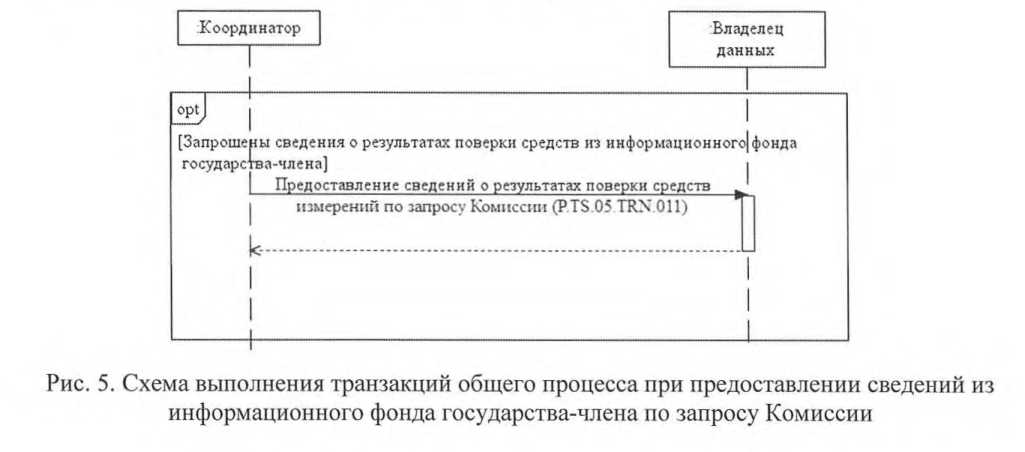 :Координатор
:Владелец
данных
opt
[Запрошены сведения о результатах поверки средств из информационного фонда
государства-члена]
Предоставление сведений о результатах поверки средств
измерений по запросу Комиссии (P.TS.05.TRN.011)
Рис. 5. Схема выполнения транзакций общего процесса при предоставлении сведений из
информационного фонда государства-члена по запросу Комиссии